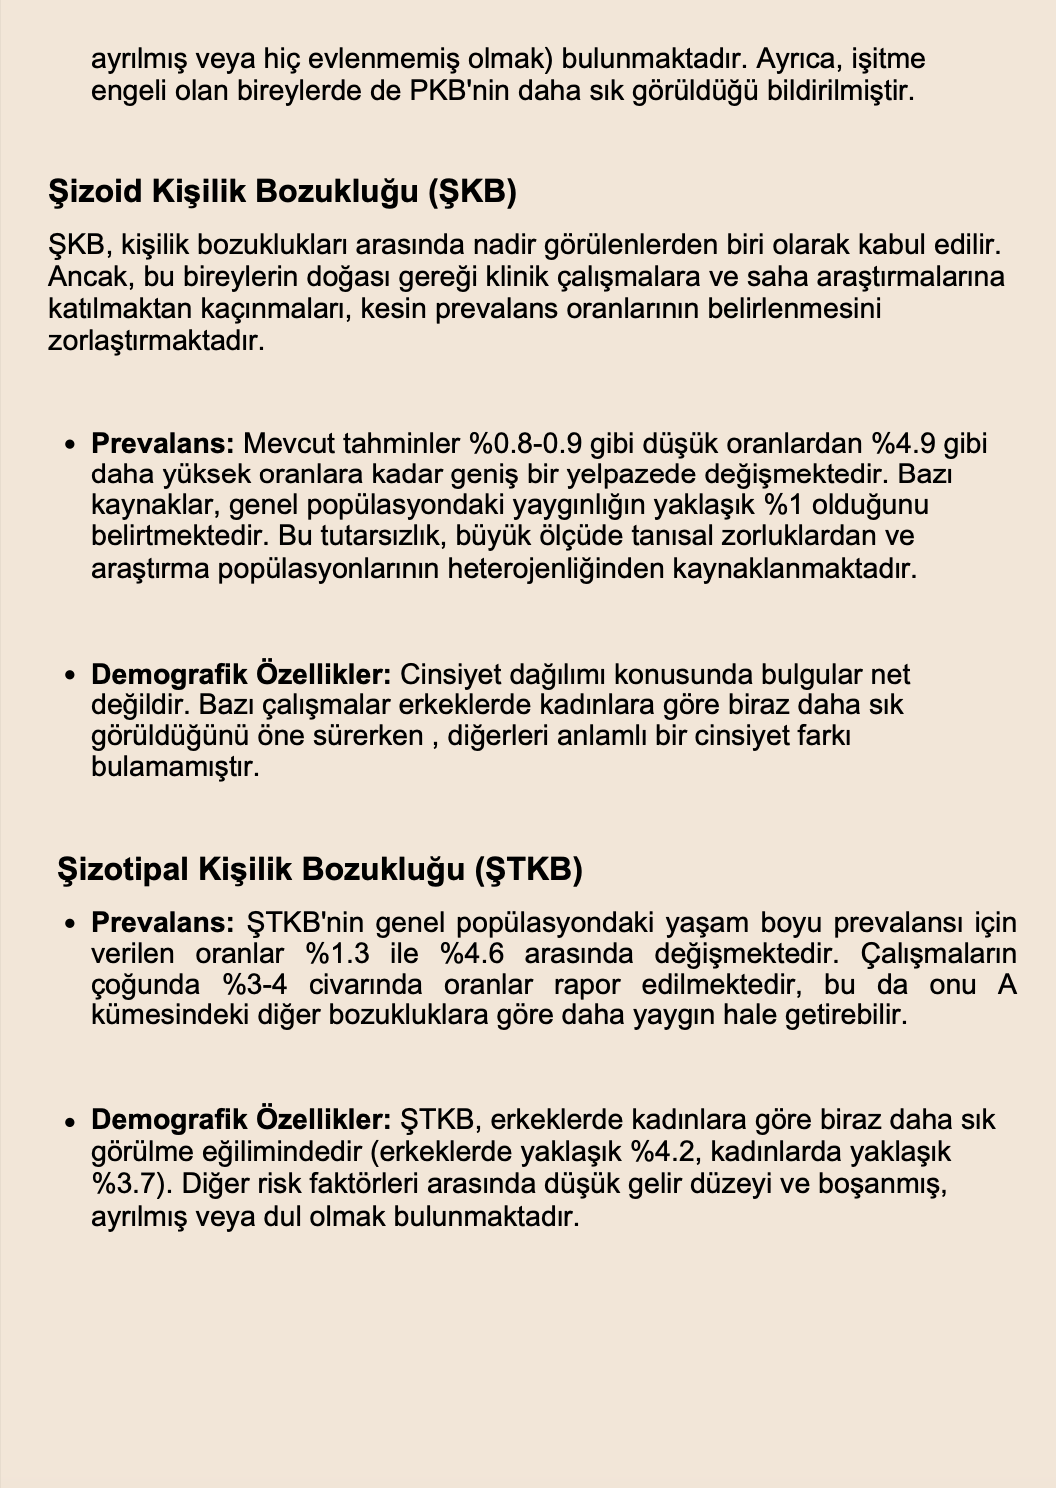 ayrılmış veya hiç evlenmemiş olmak) bulunmaktadır. Ayrıca, işitme
engeli olan bireylerde de PKB'nin daha sık görüldüğü bildirilmiştir.
Şizoid Kişilik Bozukluğu (ŞKB)
ŞKB, kişilik bozuklukları arasında nadir görülenlerden biri olarak kabul edilir.
Ancak, bu bireylerin doğası gereği klinik çalışmalara ve saha araştırmalarına
katılmaktan kaçınmaları, kesin prevalans oranlarının belirlenmesini
zorlaştırmaktadır.
• Prevalans: Mevcut tahminler %0.8-0.9 gibi düşük oranlardan %4.9 gibi
daha yüksek oranlara kadar geniş bir yelpazede değişmektedir. Bazı
kaynaklar, genel popülasyondaki yaygınlığın yaklaşık %1 olduğunu
belirtmektedir. Bu tutarsızlık, büyük ölçüde tanısal zorluklardan ve
araştırma popülasyonlarının heterojenliğinden kaynaklanmaktadır.
• Demografik Özellikler: Cinsiyet dağılımı konusunda bulgular net
değildir. Bazı çalışmalar erkeklerde kadınlara göre biraz daha sık
görüldüğünü öne sürerken , diğerleri anlamlı bir cinsiyet farkı
bulamamıştır.
Şizotipal Kişilik Bozukluğu (ŞTKB)
• Prevalans: ŞTKB'nin genel popülasyondaki yaşam boyu prevalansı için
verilen oranlar %1.3 ile %4.6 arasında değişmektedir. Çalışmaların
çoğunda %3-4 civarında oranlar rapor edilmektedir, bu da onu A
kümesindeki diğer bozukluklara göre daha yaygın hale getirebilir.
• Demografik Özellikler: ŞTKB, erkeklerde kadınlara göre biraz daha sık
görülme eğilimindedir (erkeklerde yaklaşık %4.2, kadınlarda yaklaşık
%3.7). Diğer risk faktörleri arasında düşük gelir düzeyi ve boşanmış,
ayrılmış veya dul olmak bulunmaktadır.